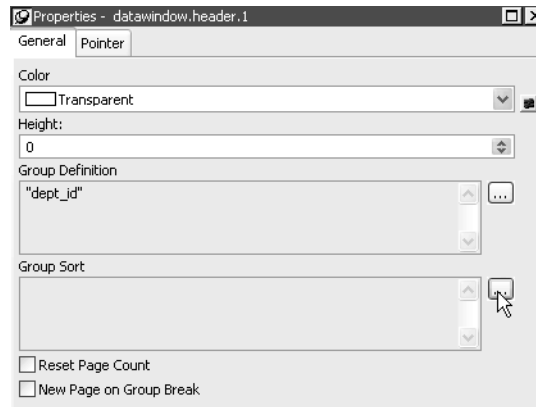 Properties - datawindow.header.1
General Pointer
Color
Transparent
Height:
0
Group Definition
"dept_id"
...
Group Sort
...
Reset Page Count
New Page on Group Break